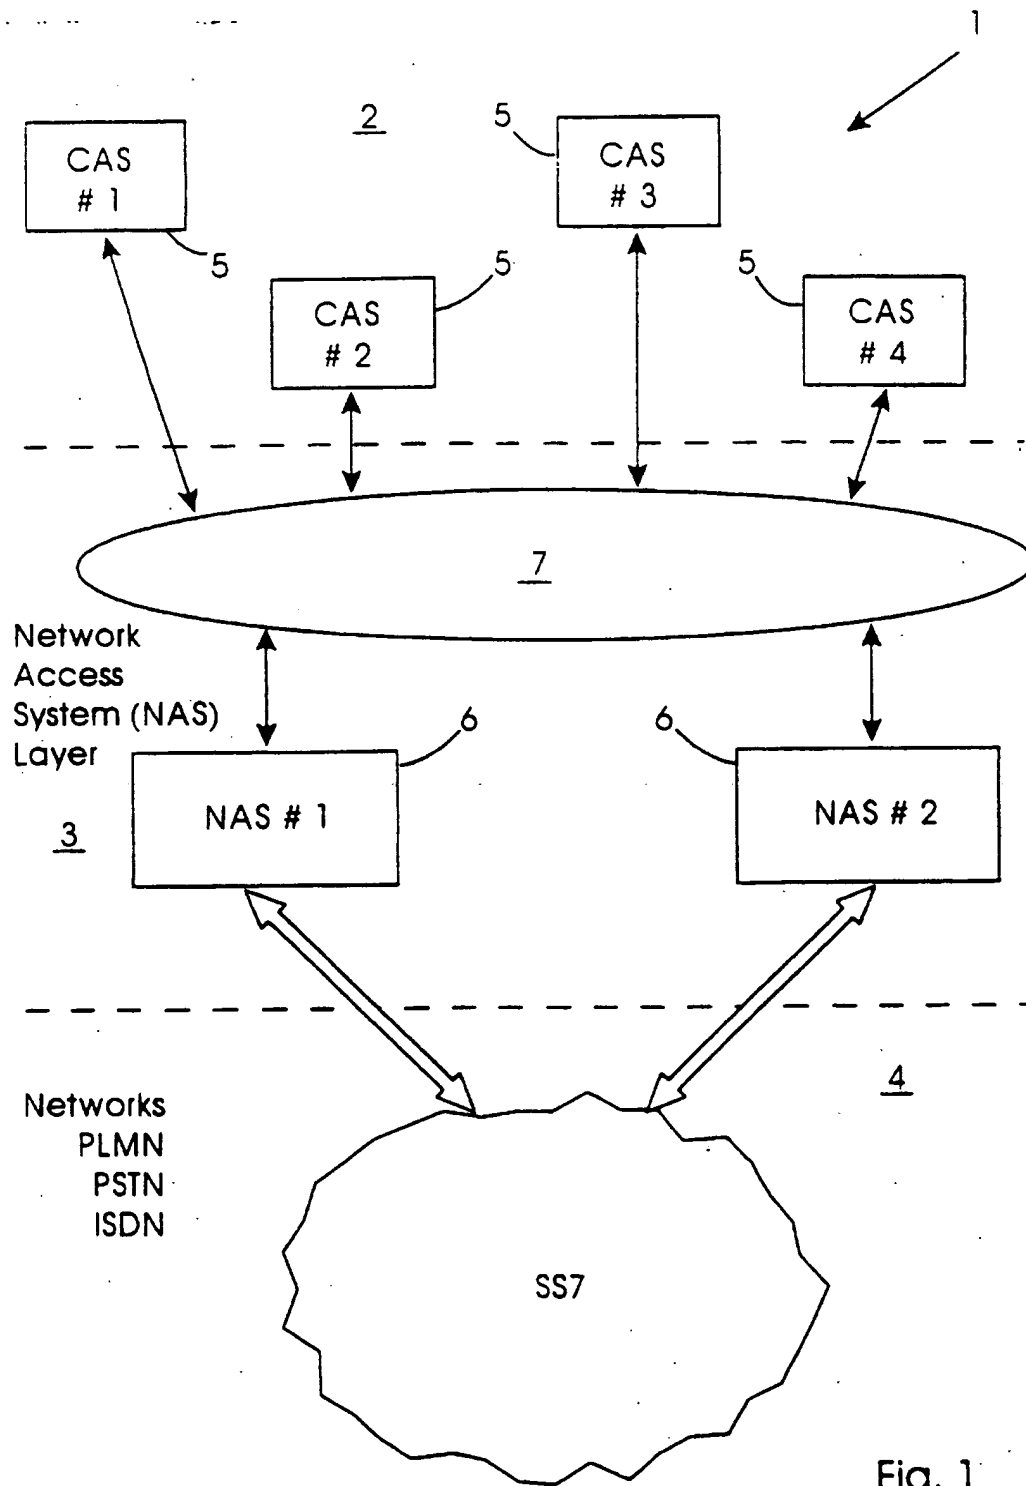 1
2
5
CAS
# 1
CAS
# 3
5
5
5
CAS
# 2
CAS
# 4
7
Network
Access
System (NAS)
Layer
6
6
NAS # 1
NAS # 2
3
4
Networks
PLMN
PSTN
ISDN
SS7
Fig. 1